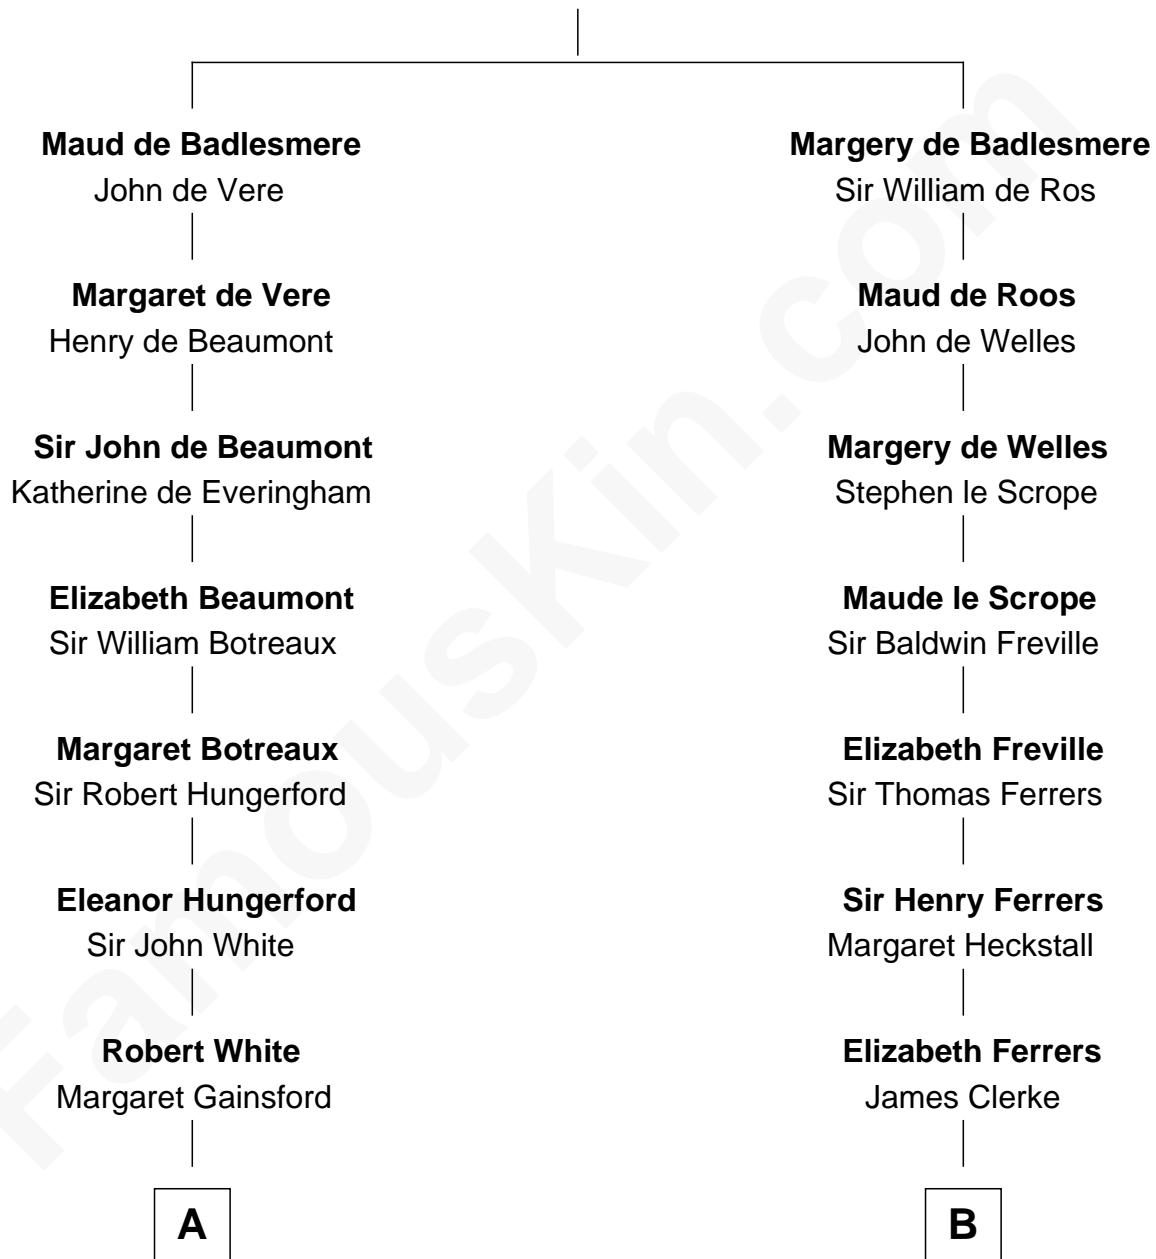 Maud de Badlesmere
John de Vere
Margaret de Vere
Henry de Beaumont
Sir John de Beaumont
Katherine de Everingham
Elizabeth Beaumont
Sir William Botreaux
Margaret Botreaux
Sir Robert Hungerford
Eleanor Hungerford
Sir John White
Robert White
Margaret Gainsford
A
Margery de Badlesmere
Sir William de Ros
Maud de Roos
John de Welles
Margery de Welles
Stephen le Scrope
Maude le Scrope
Sir Baldwin Freville
Elizabeth Freville
Sir Thomas Ferrers
Sir Henry Ferrers
Margaret Heckstall
Elizabeth Ferrers
James Clerke
B
FamousKin.com